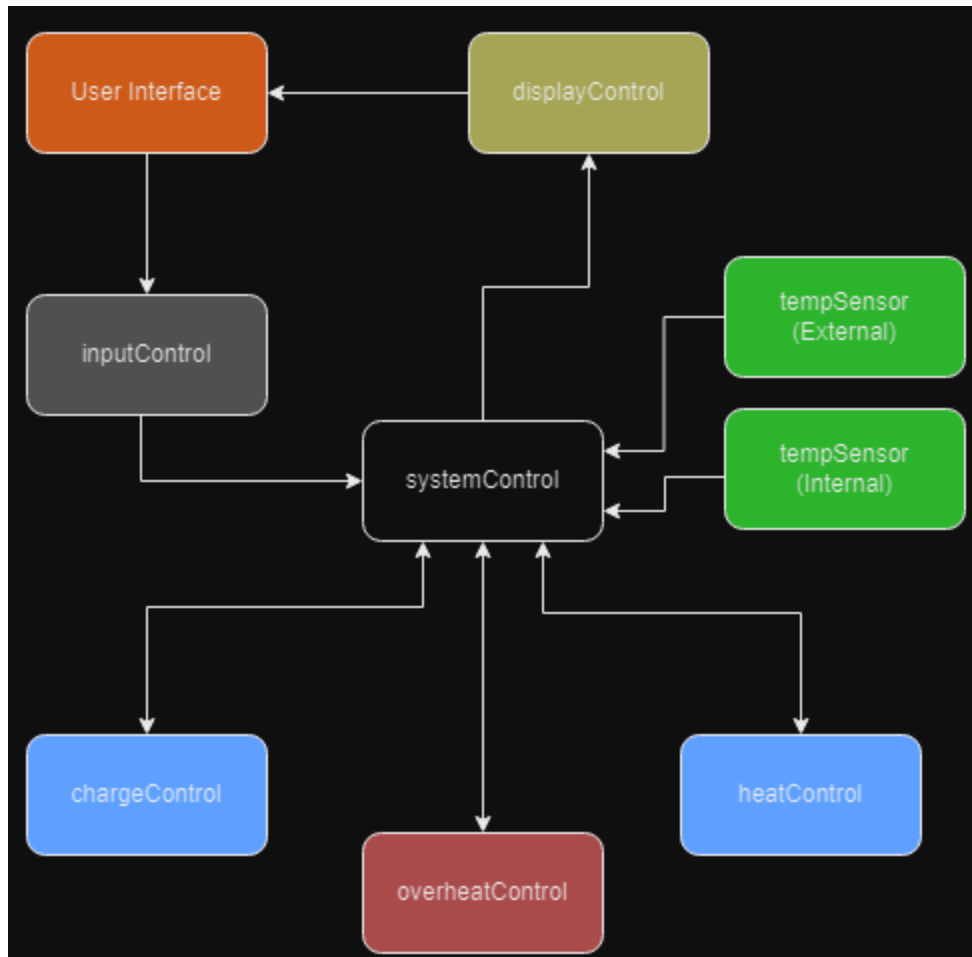 User Interface
displayControl
inputControl
tempSensor
(External)
tempSensor
(Internal)
systemControl
chargeControl
heatControl
overheatControl